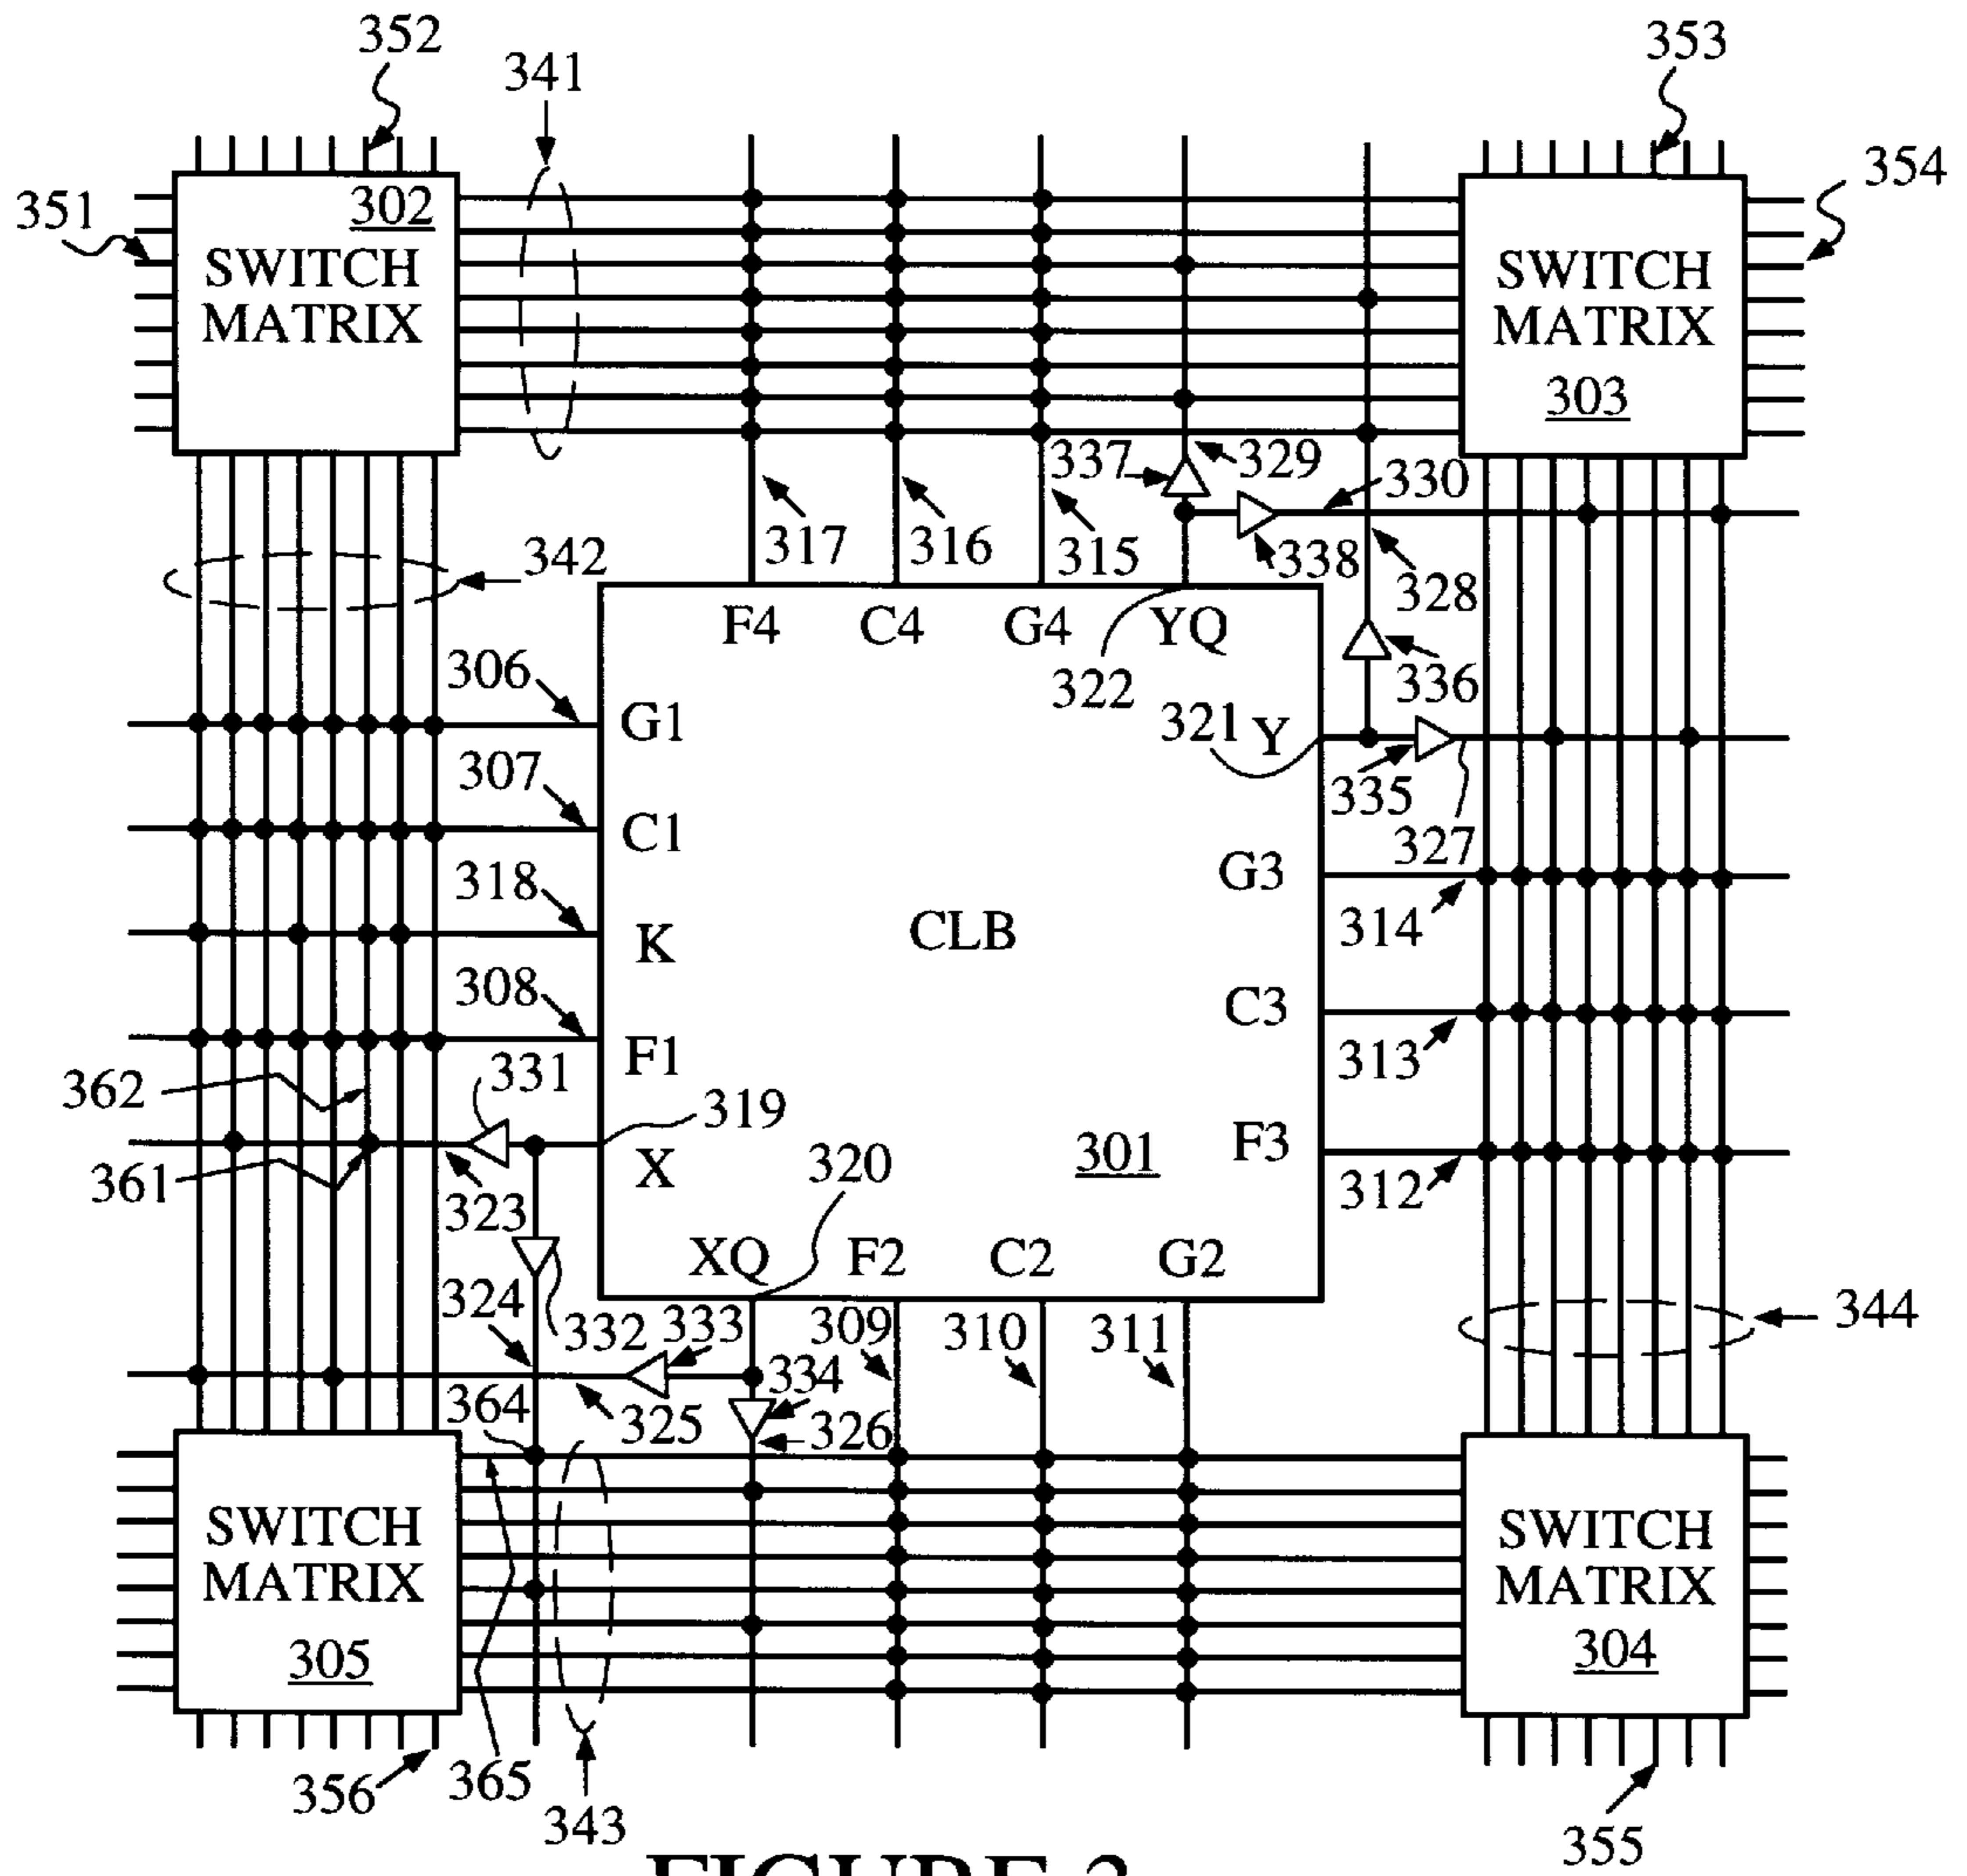 352
353
341
354
351
302
SWITCH
MATRIX
SWITCH
MATRIX
303
337
329
330
317
316
315
338
342
328
F4
C4
G4
YQ
306
322
336
G1
321
Y
307
335
C1
327
318
G3
K
CLB
314
308
C3
F1
331
313
362
319
X
301
F3
361
320
312
323
XQ
F2
C2
G2
324
332
333
309
310
311
344
334
364
325
326
SWITCH
MATRIX
305
SWITCH
MATRIX
304
356
365
343
355
FIGURE 3